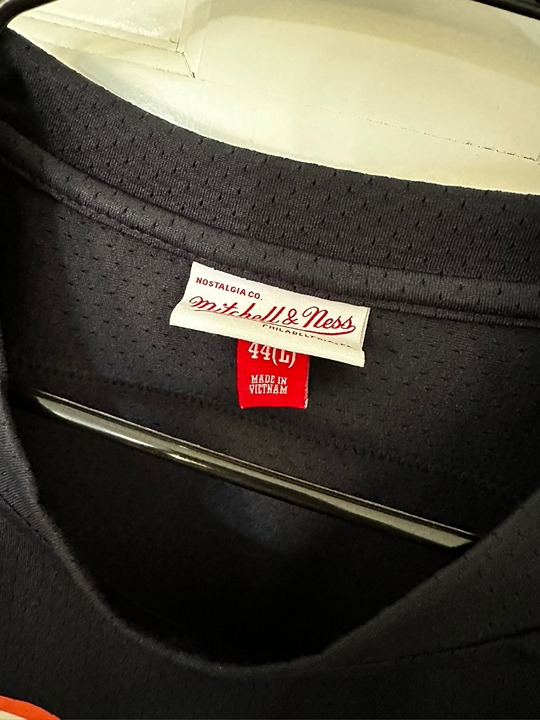 NOSTALGIA CO.
Mitchell & Ness
44(L)
MADE IN
VIETNAM